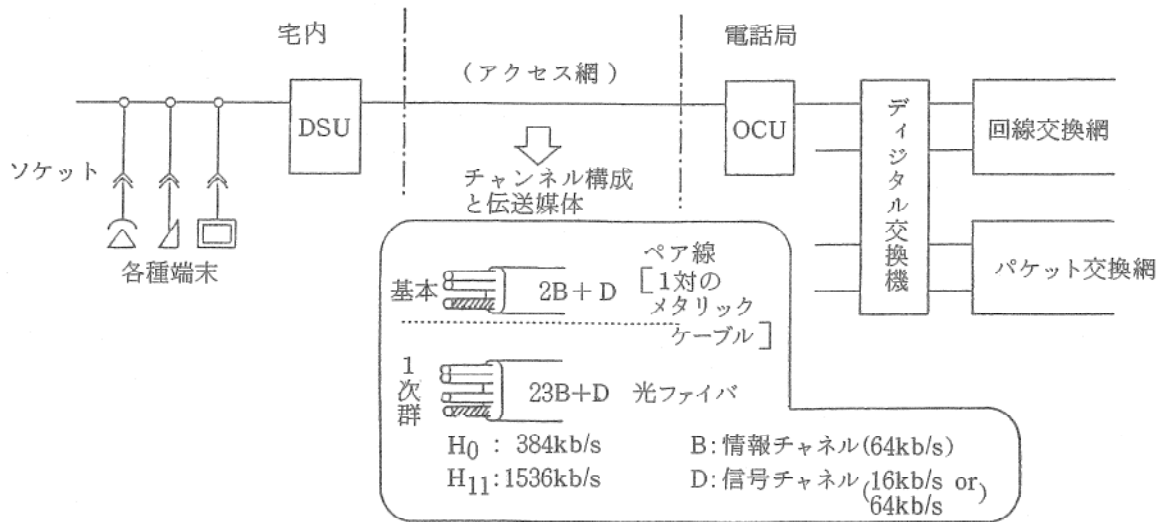 宅内
電話局
(アクセス網)
DSU
OCU
ディジタル交換機
回線交換網
パケット交換網
ソケット
各種端末
チャンネル構成
と伝送媒体
基本
2B+D
ペア線
[1対の
メタリック
ケーブル]
1次群
23B+D 光ファイバ
H0 : 384kb/s
H11:1536kb/s
B:情報チャネル(64kb/s)
D:信号チャネル(16kb/s or
64kb/s)